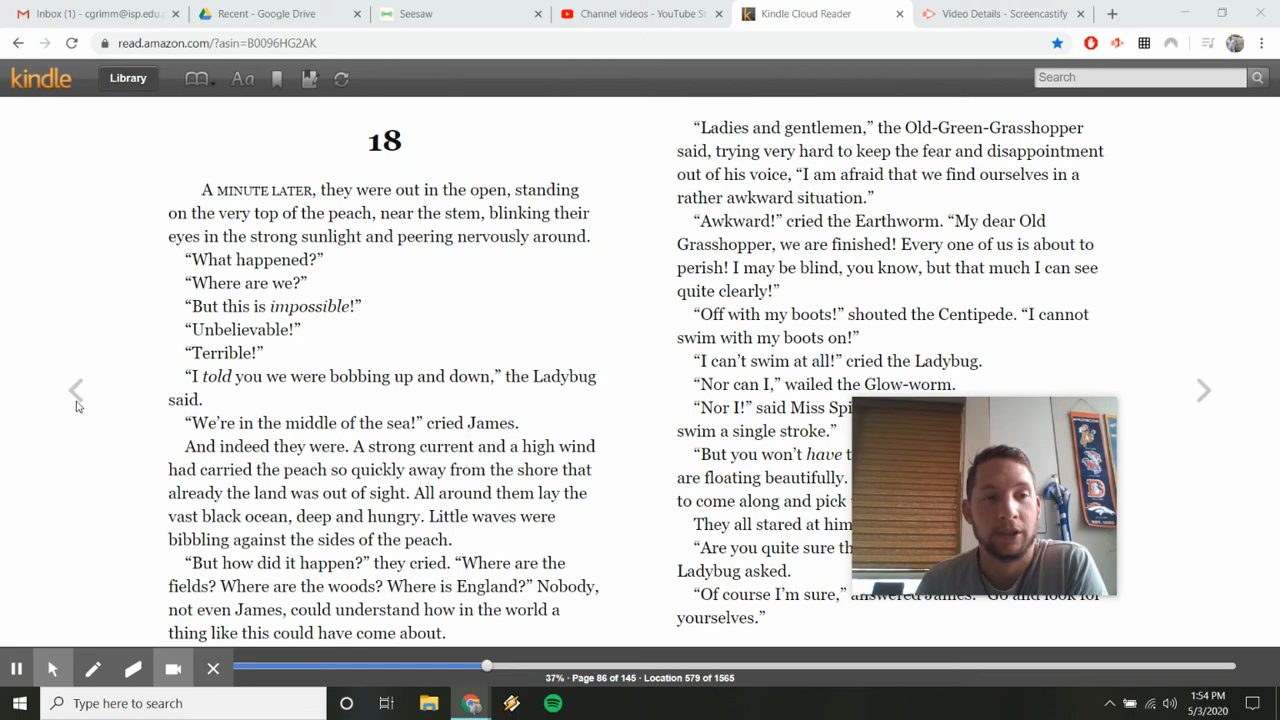 Inbox (1) - cgrimm@isp.ed
Recent - Google Drive
Seesaw
Channel videos - YouTube St
Kindle Cloud Reader
Video Details - Screencastify
read.amazon.com/?asin=B0096HG2AK
kindle
Library
Aa
Search
18
A MINUTE LATER, they were out in the open, standing
on the very top of the peach, near the stem, blinking their
eyes in the strong sunlight and peering nervously around.
“What happened?”
“Where are we?”
“But this is impossible!”
“Unbelievable!”
“Terrible!”
“I told you we were bobbing up and down,” the Ladybug
said.
“We’re in the middle of the sea!” cried James.
And indeed they were. A strong current and a high wind
had carried the peach so quickly away from the shore that
already the land was out of sight. All around them lay the
vast black ocean, deep and hungry. Little waves were
bibbling against the sides of the peach.
“But how did it happen?” they cried. “Where are the
fields? Where are the woods? Where is England?” Nobody,
not even James, could understand how in the world a
thing like this could have come about.
“Ladies and gentlemen,” the Old-Green-Grasshopper
said, trying very hard to keep the fear and disappointment
out of his voice, “I am afraid that we find ourselves in a
rather awkward situation.”
“Awkward!” cried the Earthworm. “My dear Old
Grasshopper, we are finished! Every one of us is about to
perish! I may be blind, you know, but that much I can see
quite clearly!”
“Off with my boots!” shouted the Centipede. “I cannot
swim with my boots on!”
“I can’t swim at all!” cried the Ladybug.
“Nor can I,” wailed the Glow-worm.
“Nor I!” said Miss Spi
swim a single stroke.”
“But you won’t have
are floating beautifully.
to come along and pick
They all stared at him
“Are you quite sure th
Ladybug asked.
“Of course I’m sure,” answered James. “Go and look for
yourselves.”
37% - Page 86 of 145 - Location 579 of 1565
Type here to search
1:54 PM
5/3/2020